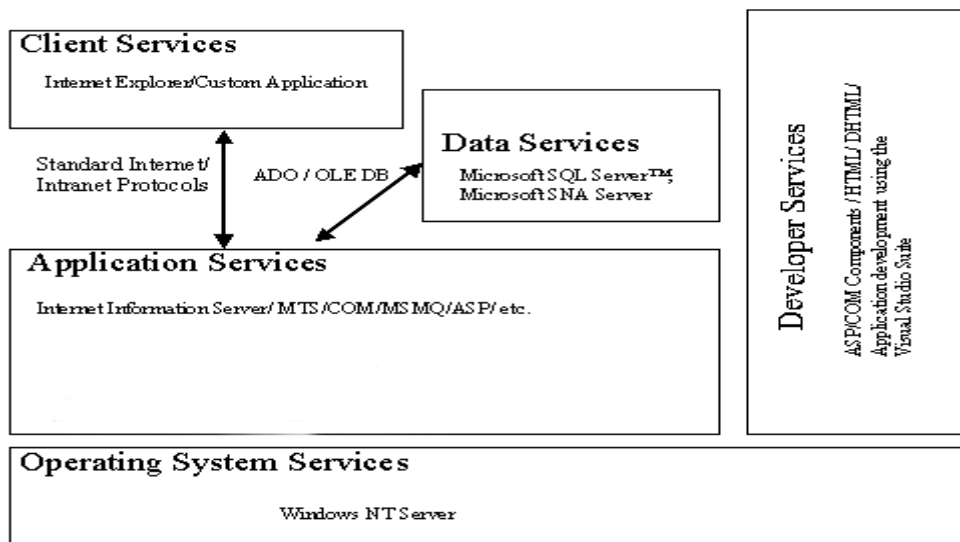 Client Services
Internet Explorer/Custom Application
Standard Internet/
Intranet Protocols
ADO / OLE DB
Data Services
Microsoft SQL Server™,
Microsoft SNA Server
Application Services
Internet Information Server/ MTS/COM/MSMQ/ASP/ etc.
Developer Services
ASP/COM Components / HTML/ DHTML/
Application development using the
Visual Studio Suite
Operating System Services
Windows NT Server